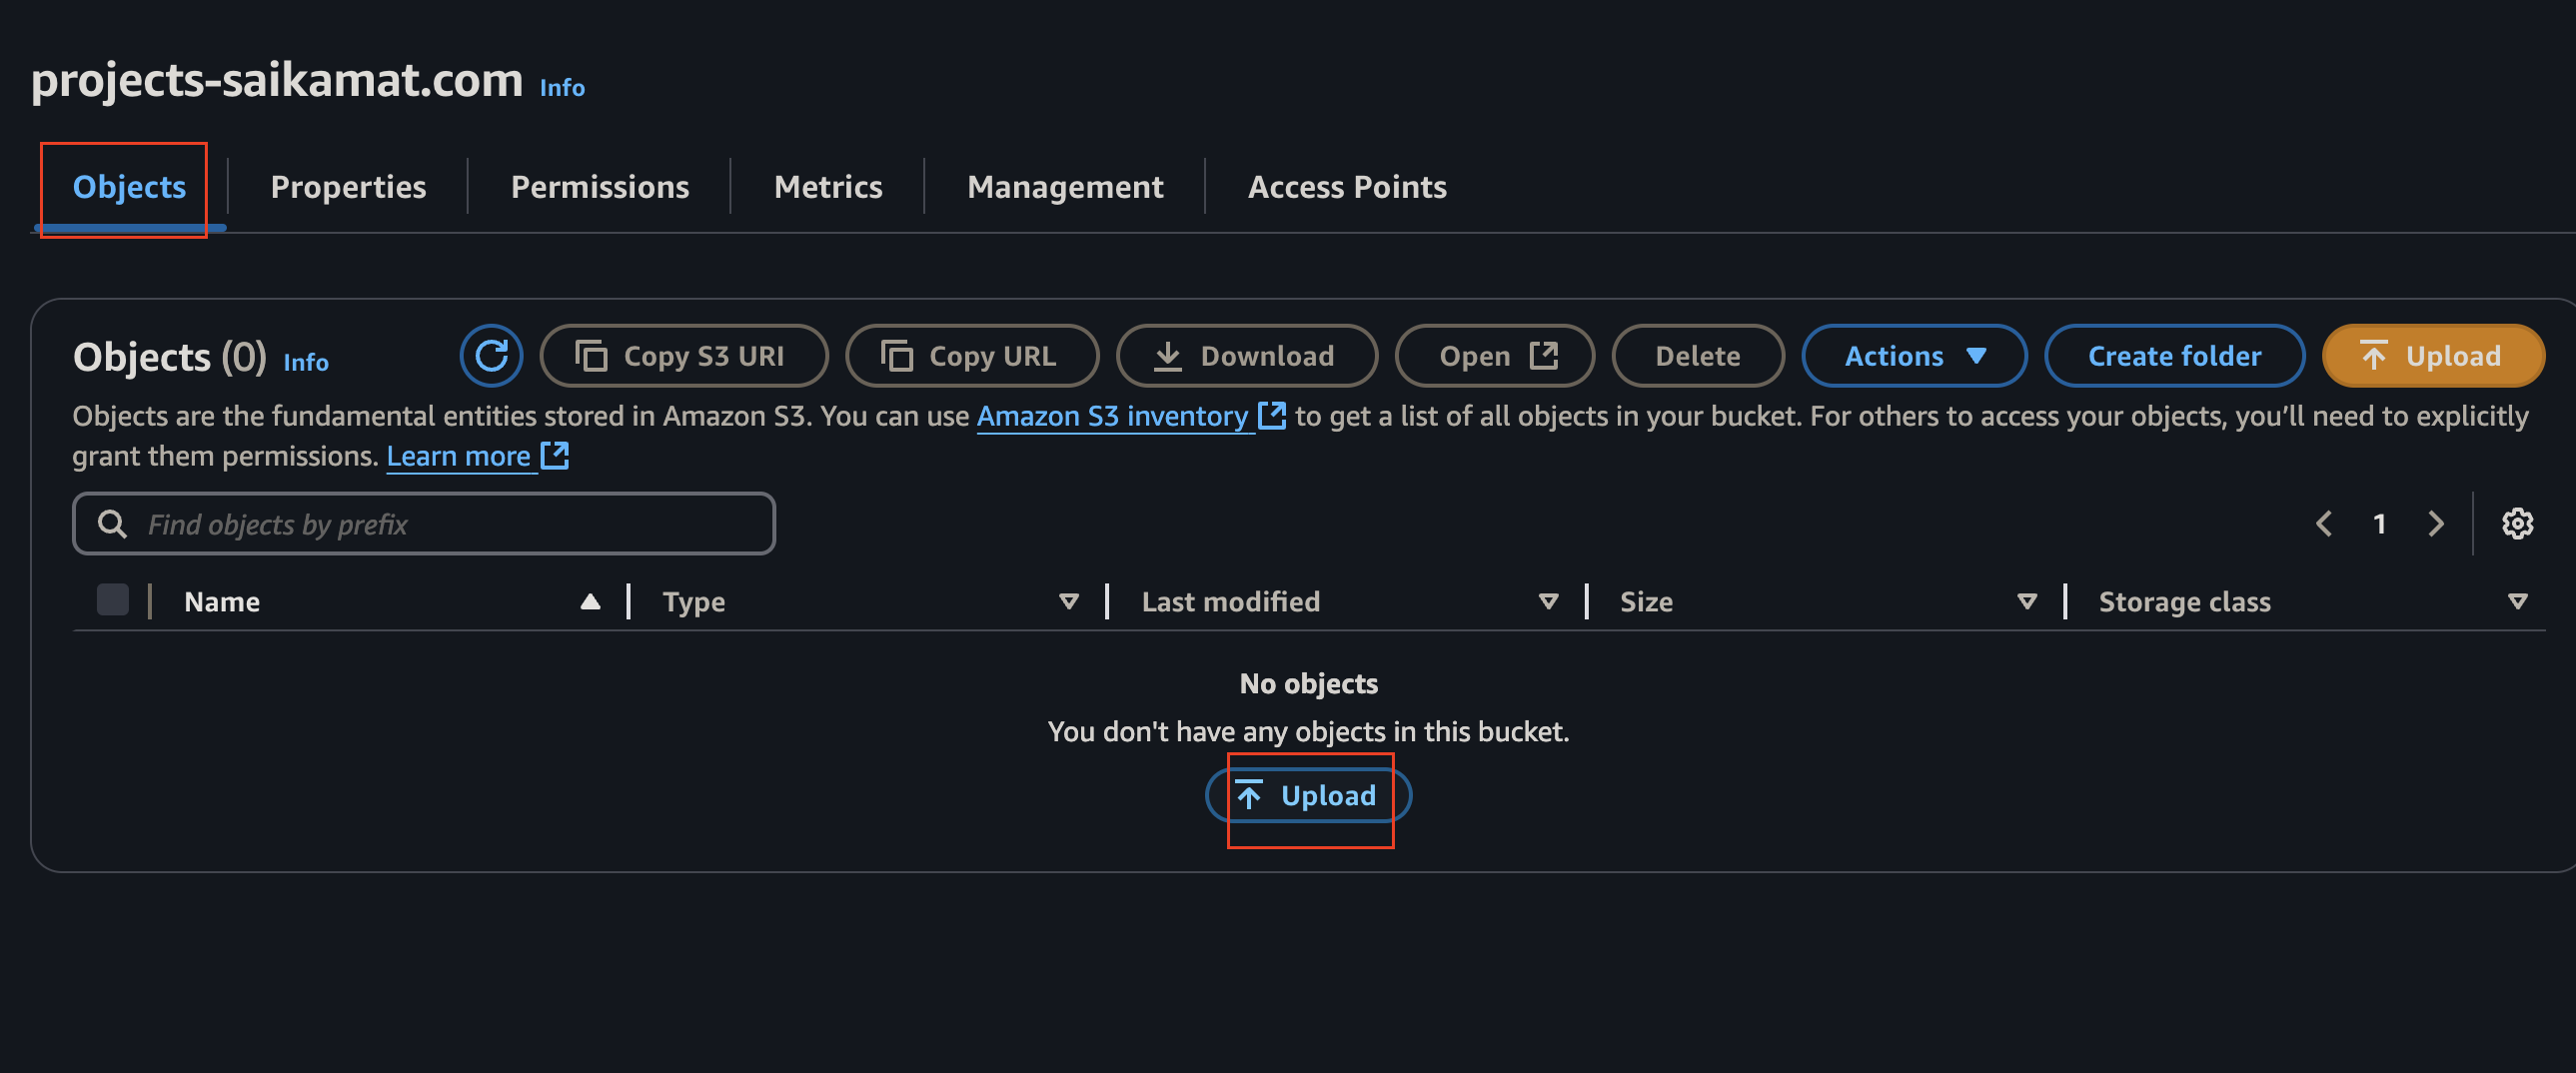 projects-saikamat.com Info
Objects Properties Permissions Metrics Management Access Points
Objects (0) Info Copy S3 URI Copy URL Download Open Delete Actions Create folder Upload
Objects are the fundamental entities stored in Amazon S3. You can use Amazon S3 inventory to get a list of all objects in your bucket. For others to access your objects, you’ll need to explicitly
grant them permissions. Learn more
Find objects by prefix 1
Name Type Last modified Size Storage class
No objects
You don't have any objects in this bucket.
Upload